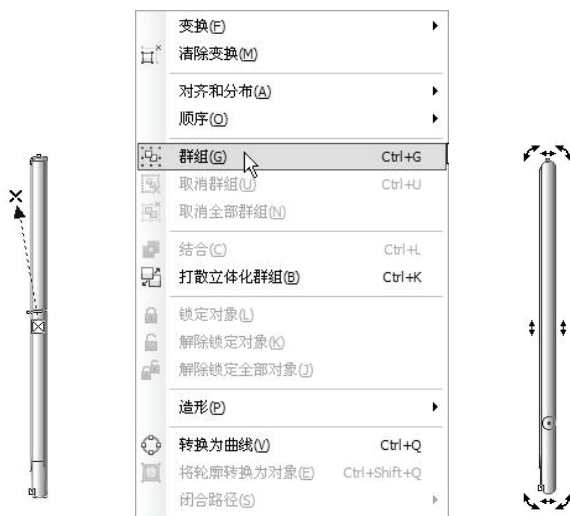 变换(F)
清除变换(M)
对齐和分布(A)
顺序(O)
群组(G) Ctrl+G
取消群组(U) Ctrl+U
取消全部群组(N)
结合(C) Ctrl+L
打散立体化群组(B) Ctrl+K
锁定对象(L)
解除锁定对象(K)
解除锁定全部对象(J)
造形(P)
转换为曲线(V) Ctrl+Q
将轮廓转换为对象(E) Ctrl+Shift+Q
闭合路径(S)